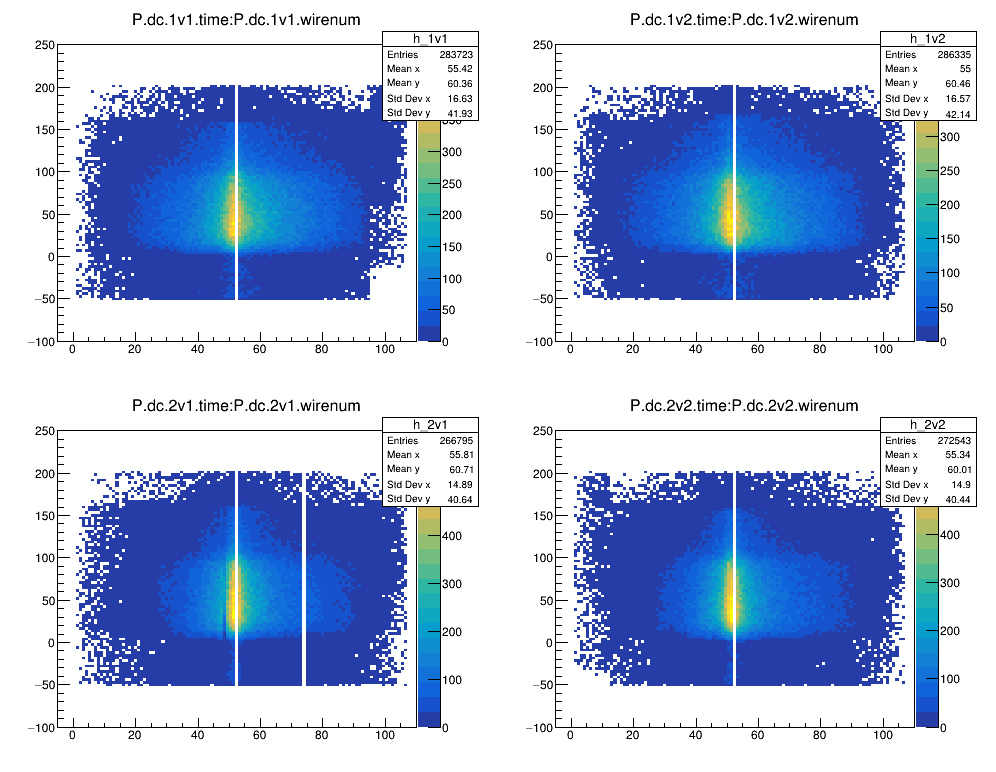 P.dc.1v1.time:P.dc.1v1.wirenum
h_1v1
Entries 283723
Mean x 55.42
Mean y 60.36
Std Dev x 16.63
Std Dev y 41.93
250
200
150
100
50
0
−50
−100
0 20 40 60 80 100
350
300
250
200
150
100
50
0
P.dc.1v2.time:P.dc.1v2.wirenum
h_1v2
Entries 286335
Mean x 55
Mean y 60.46
Std Dev x 16.57
Std Dev y 42.14
250
200
150
100
50
0
−50
−100
0 20 40 60 80 100
300
250
200
150
100
50
0
P.dc.2v1.time:P.dc.2v1.wirenum
h_2v1
Entries 266795
Mean x 55.81
Mean y 60.71
Std Dev x 14.89
Std Dev y 40.64
250
200
150
100
50
0
−50
−100
0 20 40 60 80 100
400
300
200
100
0
P.dc.2v2.time:P.dc.2v2.wirenum
h_2v2
Entries 272543
Mean x 55.34
Mean y 60.01
Std Dev x 14.9
Std Dev y 40.44
250
200
150
100
50
0
−50
−100
0 20 40 60 80 100
400
300
200
100
0